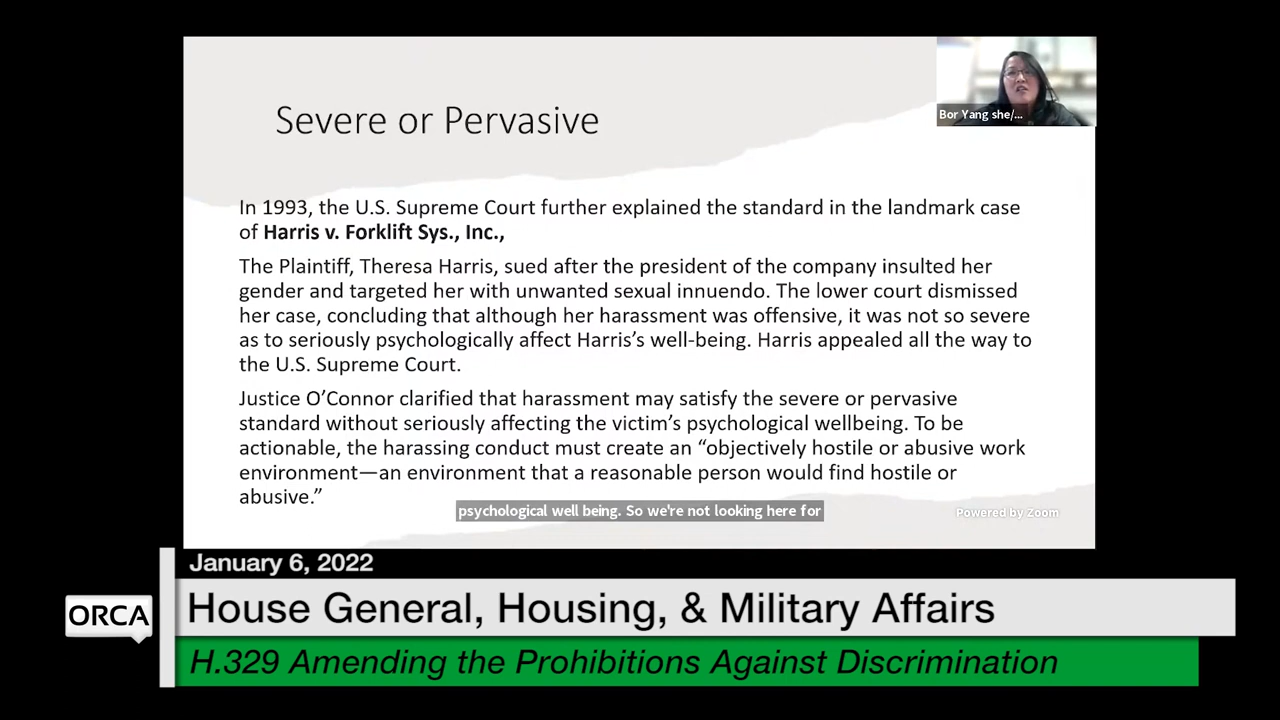 Severe or Pervasive
Bor Yang she/...
In 1993, the U.S. Supreme Court further explained the standard in the landmark case
of Harris v. Forklift Sys., Inc.,
The Plaintiff, Theresa Harris, sued after the president of the company insulted her
gender and targeted her with unwanted sexual innuendo. The lower court dismissed
her case, concluding that although her harassment was offensive, it was not so severe
as to seriously psychologically affect Harris’s well-being. Harris appealed all the way to
the U.S. Supreme Court.
Justice O’Connor clarified that harassment may satisfy the severe or pervasive
standard without seriously affecting the victim’s psychological wellbeing. To be
actionable, the harassing conduct must create an “objectively hostile or abusive work
environment—an environment that a reasonable person would find hostile or
abusive.”
psychological well being. So we're not looking here for
Powered by Zoom
January 6, 2022
ORCA
House General, Housing, & Military Affairs
H.329 Amending the Prohibitions Against Discrimination